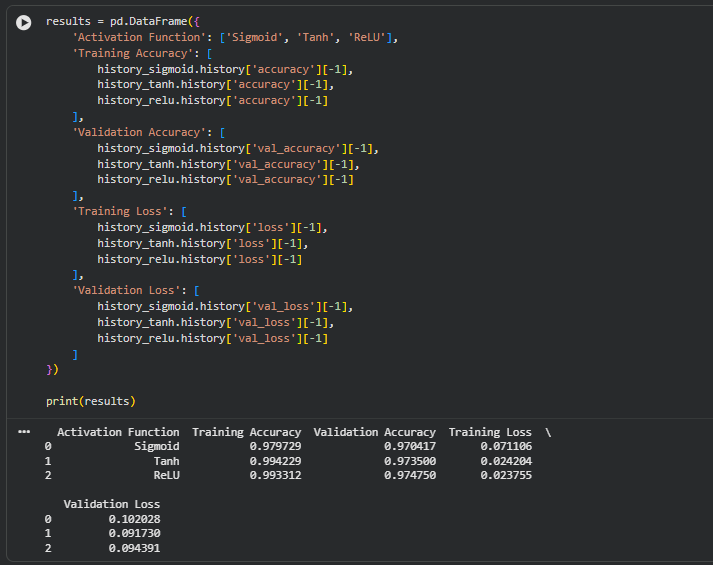 results = pd.DataFrame({
    'Activation Function': ['Sigmoid', 'Tanh', 'ReLU'],
    'Training Accuracy': [
        history_sigmoid.history['accuracy'][-1],
        history_tanh.history['accuracy'][-1],
        history_relu.history['accuracy'][-1]
    ],
    'Validation Accuracy': [
        history_sigmoid.history['val_accuracy'][-1],
        history_tanh.history['val_accuracy'][-1],
        history_relu.history['val_accuracy'][-1]
    ],
    'Training Loss': [
        history_sigmoid.history['loss'][-1],
        history_tanh.history['loss'][-1],
        history_relu.history['loss'][-1]
    ],
    'Validation Loss': [
        history_sigmoid.history['val_loss'][-1],
        history_tanh.history['val_loss'][-1],
        history_relu.history['val_loss'][-1]
    ]
})

print(results)
  Activation Function  Training Accuracy  Validation Accuracy  Training Loss  \
0             Sigmoid           0.979729             0.970417       0.071106
1                Tanh           0.994229             0.973500       0.024204
2                ReLU           0.993312             0.974750       0.023755

   Validation Loss
0         0.102028
1         0.091730
2         0.094391